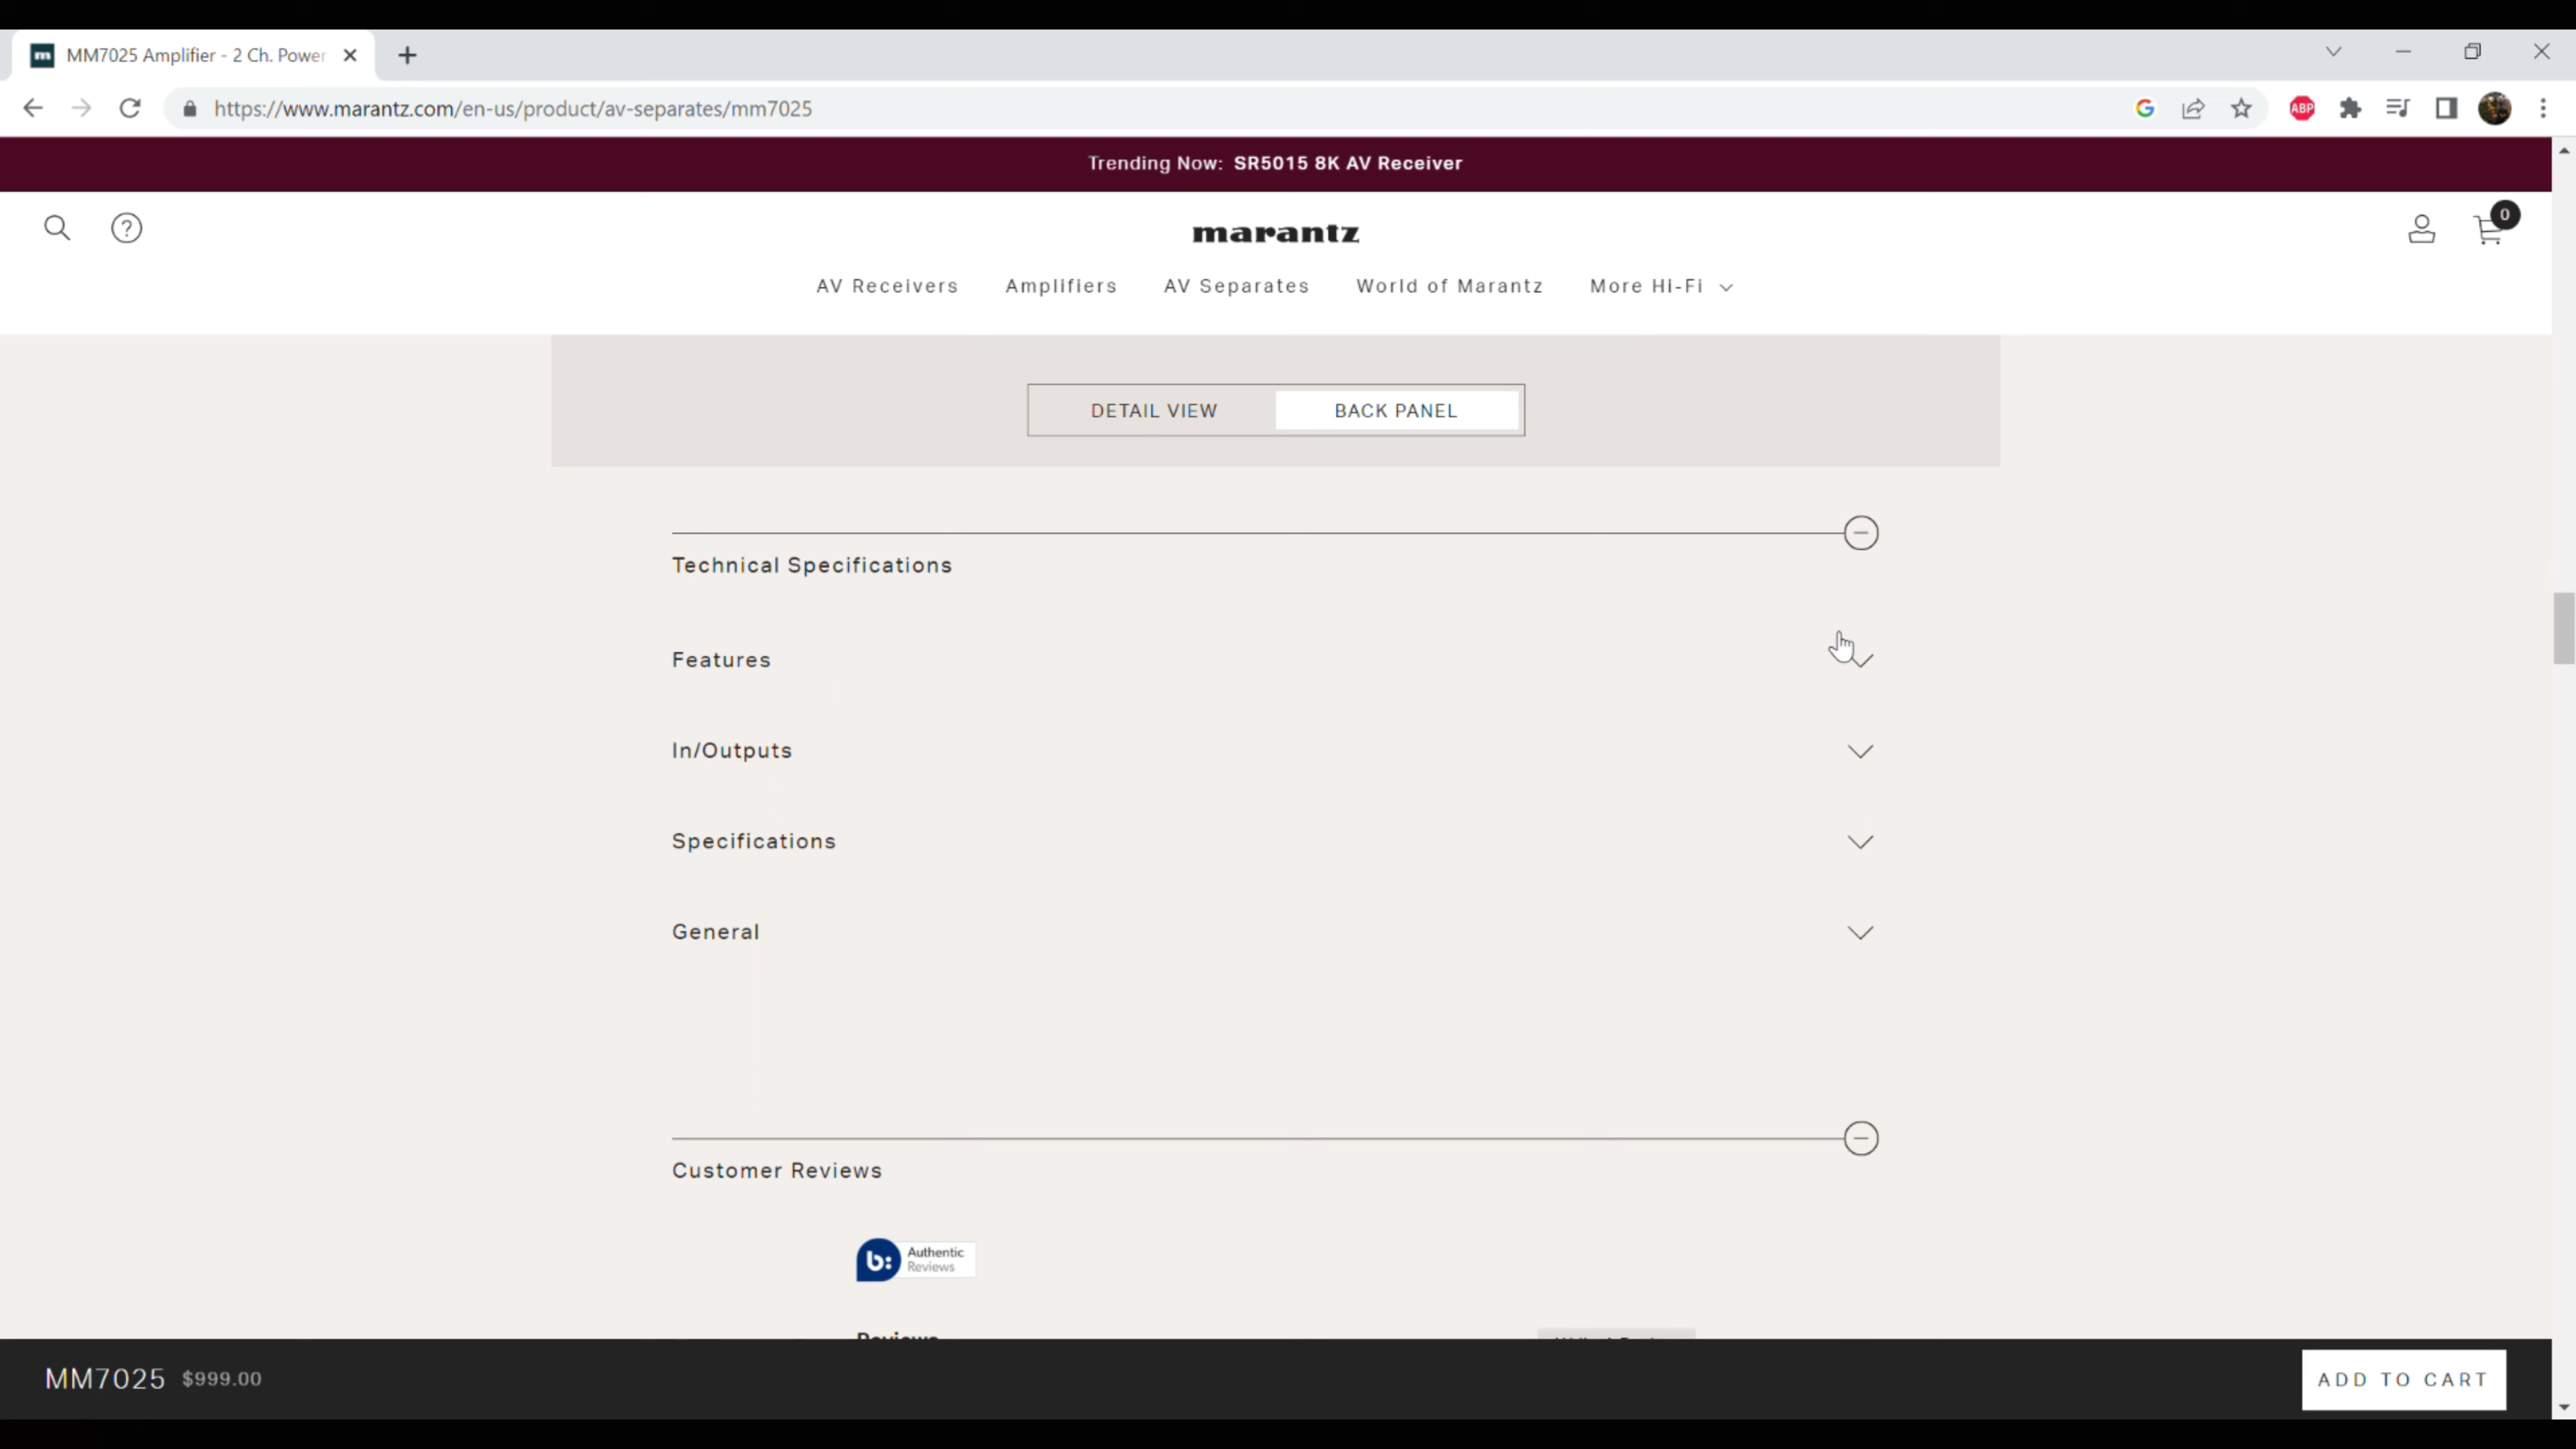 MM7025 Amplifier - 2 Ch. Power
https://www.marantz.com/en-us/product/av-separates/mm7025
G
ABP
Trending Now: SR5015 8K AV Receiver
?
marantz
0
AV Receivers Amplifiers AV Separates World of Marantz More Hi-Fi
DETAIL VIEW BACK PANEL
Technical Specifications
Features
In/Outputs
Specifications
General
Customer Reviews
b: Authentic
Reviews
Reviews
MM7025 $999.00 ADD TO CART